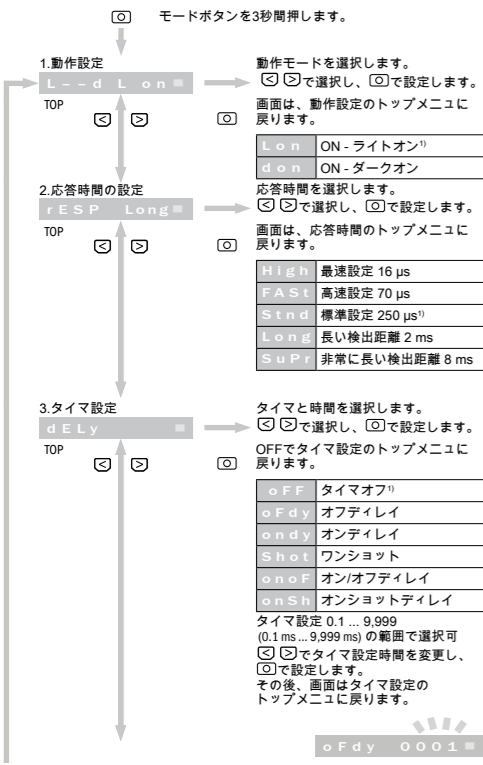 モードボタンを3秒間押します。
1.動作設定
L--d L on
TOP
動作モードを選択します。
で選択し、で設定します。
画面は、動作設定のトップメニューに
戻ります。
Lon ON - ライトオン1)
don ON - ダークオン
2.応答時間の設定
rESP Long
TOP
応答時間を選択します。
で選択し、で設定します。
画面は、応答時間のトップメニューに
戻ります。
High 最速設定 16 µs
FASt 高速設定 70 µs
Stnd 標準設定 250 µs1)
Long 長い検出距離 2 ms
SuPr 非常に長い検出距離 8 ms
3.タイマ設定
dELy
TOP
タイマと時間を選択します。
で選択し、で設定します。
OFFでタイマ設定のトップメニューに
戻ります。
oFF タイマオフ1)
oFdy オフディレイ
ondy オンディレイ
Shot ワンショット
onoF オン/オフディレイ
onSh オンショットディレイ
タイマ設定 0.1 ... 9,999
(0.1 ms ... 9,999 ms) の範囲で選択可
でタイマ設定時間を変更し、
で設定します。
その後、画面はタイマ設定の
トップメニューに戻ります。
oFdy 0001